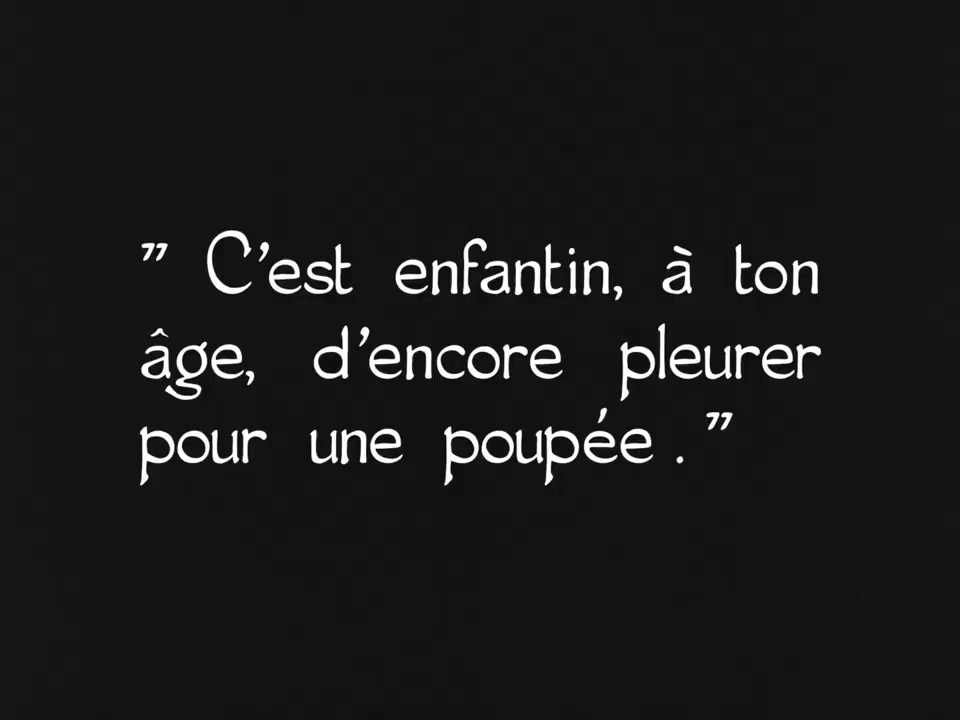 ” C’est enfantin, à ton
âge, d’encore pleurer
pour une poupée . ”